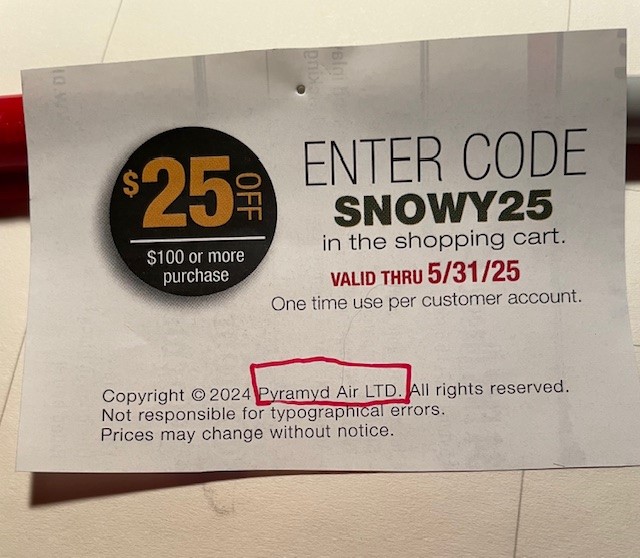 $25 OFF
$100 or more
purchase
ENTER CODE
SNOWY25
in the shopping cart.
VALID THRU 5/31/25
One time use per customer account.
Copyright © 2024 Pyramyd Air LTD. All rights reserved.
Not responsible for typographical errors.
Prices may change without notice.